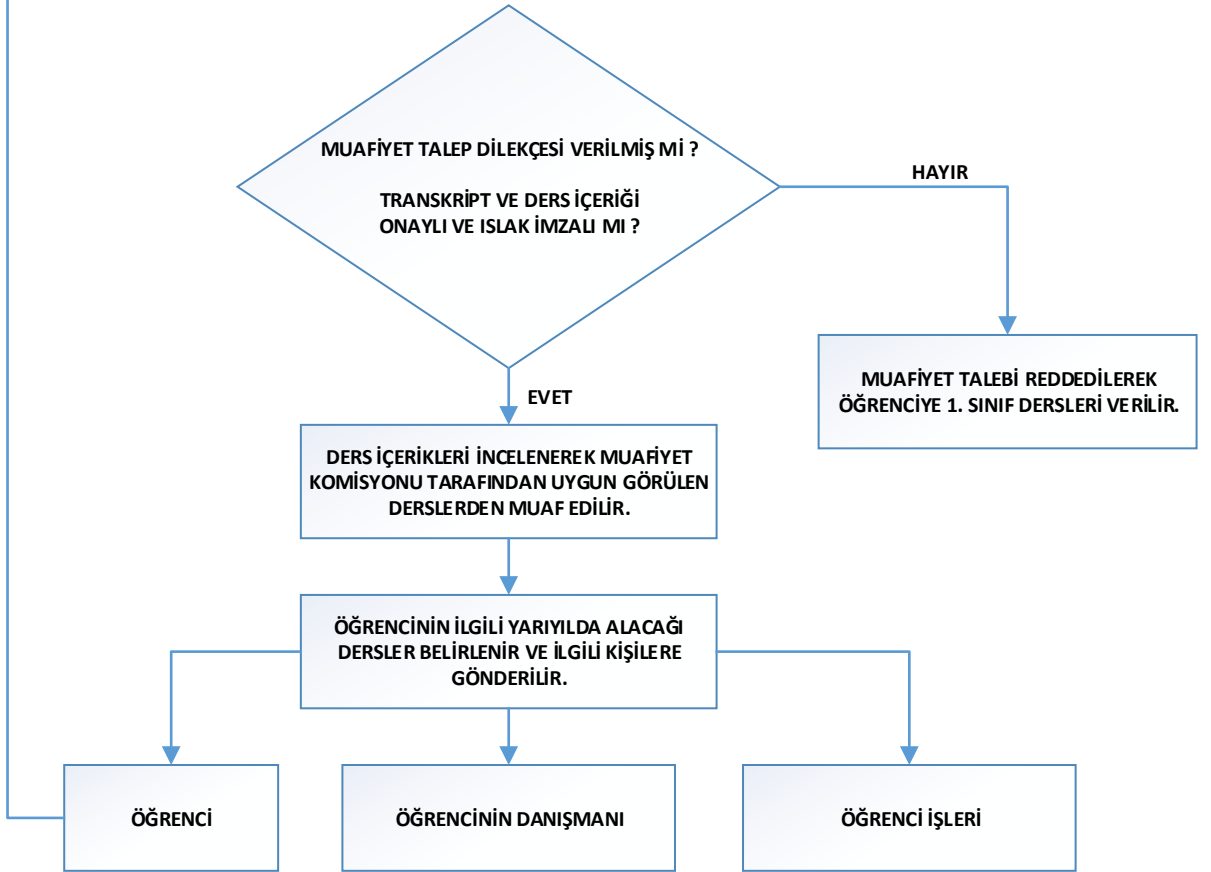 MUAFİYET TALEP DİLEKÇESİ VERİLMİŞ Mİ ?
TRANSKRİPT VE DERS İÇERİĞİ
ONAYLI VE ISLAK İMZALI MI ?
HAYIR
MUAFİYET TALEBİ REDDEDİLEREK
ÖĞRENCİYE 1. SINIF DERSLERİ VERİLİR.
EVET
DERS İÇERİKLERİ İNCELENEREK MUAFİYET
KOMİSYONU TARAFINDAN UYGUN GÖRÜLEN
DERSLERDEN MUAF EDİLİR.
ÖĞRENCİNİN İLGİLİ YARIYILDA ALACAĞI
DERSLER BELİRLENİR VE İLGİLİ KİŞİLERE
GÖNDERİLİR.
ÖĞRENCİ
ÖĞRENCİNİN DANIŞMANI
ÖĞRENCİ İŞLERİ